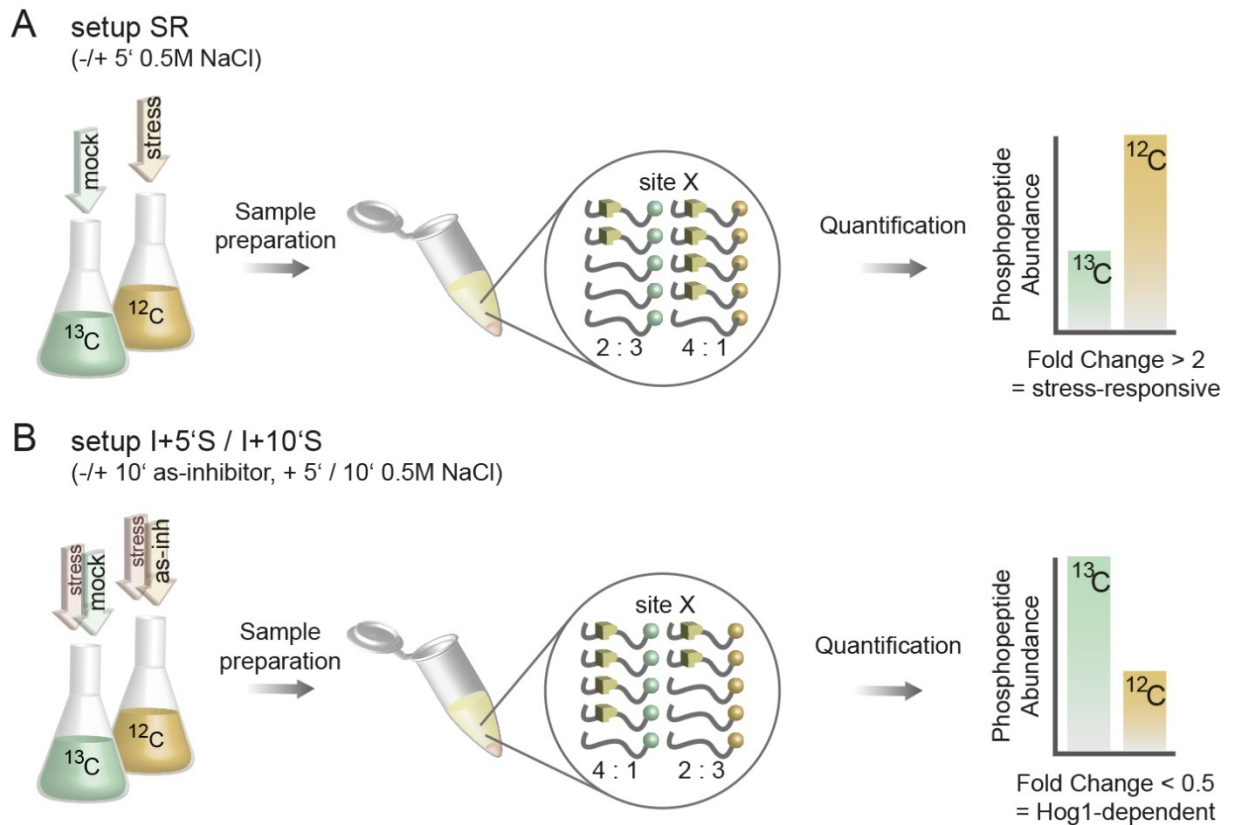 A setup SR
(-/+ 5‘ 0.5M NaCl)
mock
stress
13C
12C
Sample
preparation
site X
2 : 3 4 : 1
Quantification
Phosphopeptide
Abundance
13C
12C
Fold Change > 2
= stress-responsive
B setup I+5‘S / I+10‘S
(-/+ 10‘ as-inhibitor, + 5‘ / 10‘ 0.5M NaCl)
stress
mock
stress
as-inh
13C
12C
Sample
preparation
site X
4 : 1 2 : 3
Quantification
Phosphopeptide
Abundance
13C
12C
Fold Change < 0.5
= Hog1-dependent